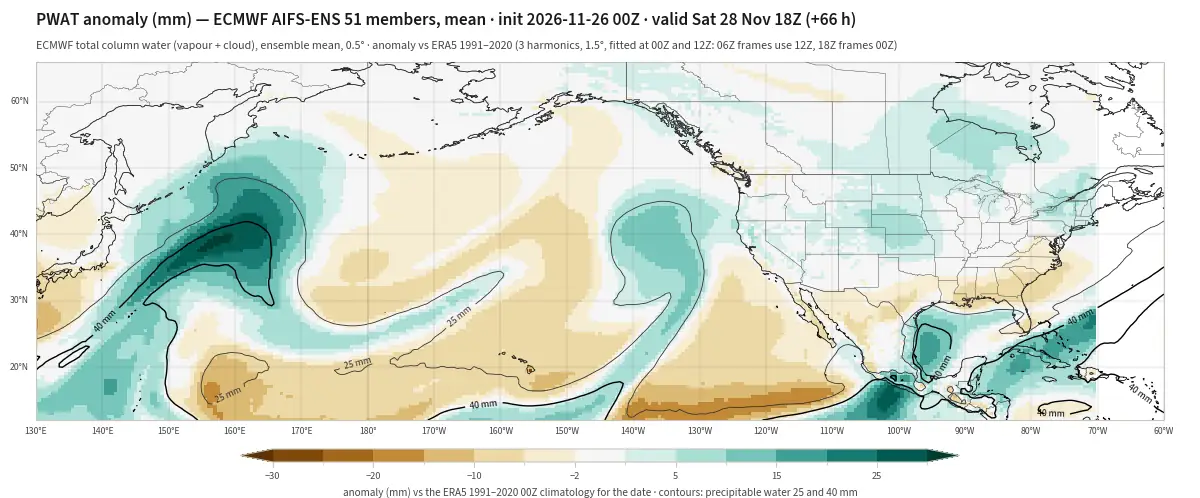 PWAT anomaly (mm) — ECMWF AIFS-ENS 51 members, mean · init 2026-11-26 00Z · valid Sat 28 Nov 18Z (+66 h)
ECMWF total column water (vapour + cloud), ensemble mean, 0.5° · anomaly vs ERA5 1991–2020 (3 harmonics, 1.5°, fitted at 00Z and 12Z: 06Z frames use 12Z, 18Z frames 00Z)
60°N
50°N
40°N
30°N
20°N
40 mm
25 mm
25 mm
25 mm
40 mm
40 mm
40 mm
40 mm
40 mm
130°E
140°E
150°E
160°E
170°E
180°
170°W
160°W
150°W
140°W
130°W
120°W
110°W
100°W
90°W
80°W
70°W
60°W
−30
−20
−10
−2
5
15
25
anomaly (mm) vs the ERA5 1991–2020 00Z climatology for the date · contours: precipitable water 25 and 40 mm